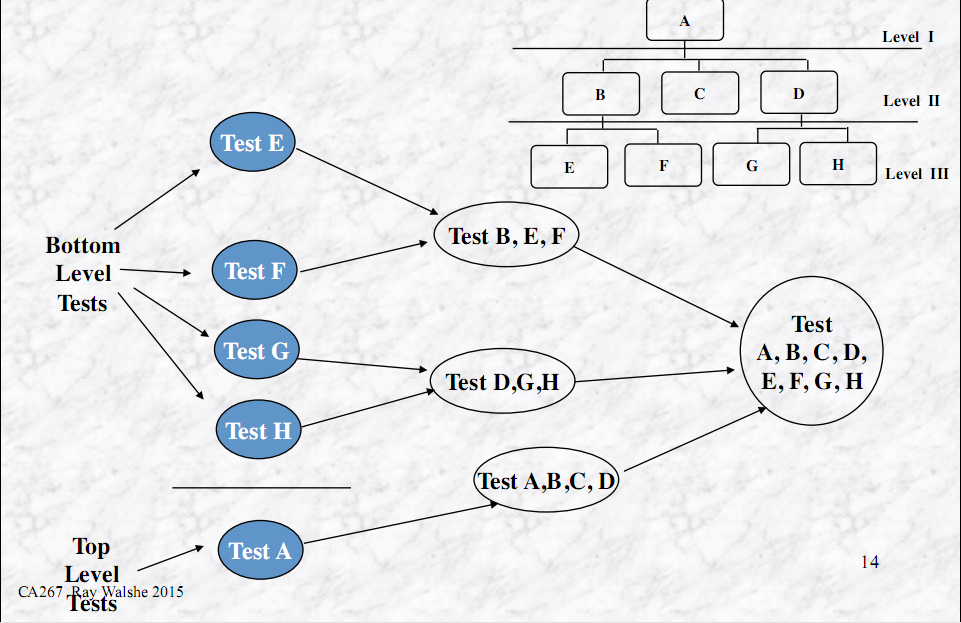 A
Level I
B
C
D
Level II
E
F
G
H
Level III
Test E
Test F
Test G
Test H
Bottom
Level
Tests
Test B, E, F
Test D,G,H
Test A,B,C, D
Test
A, B, C, D,
E, F, G, H
Test A
Top
Level
Tests
CA267 Ray Walshe 2015
14